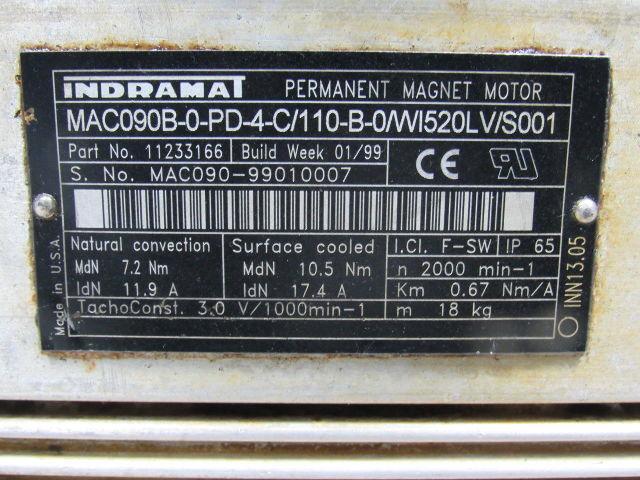 INDRAMAT PERMANENT MAGNET MOTOR
MAC090B-0-PD-4-C/110-B-0/WI520LV/S001
Part No. 11233166 Build Week 01/99
S. No. MAC090-99010007
CE
Natural convection Surface cooled I.Cl. F-SW IP 65
MdN 7.2 Nm MdN 10.5 Nm n 2000 min-1
IdN 11.9 A IdN 17.4 A Km 0.67 Nm/A
TachoConst. 3.0 V/1000min-1 m 18 kg
Made in U.S.A.
INN13.05